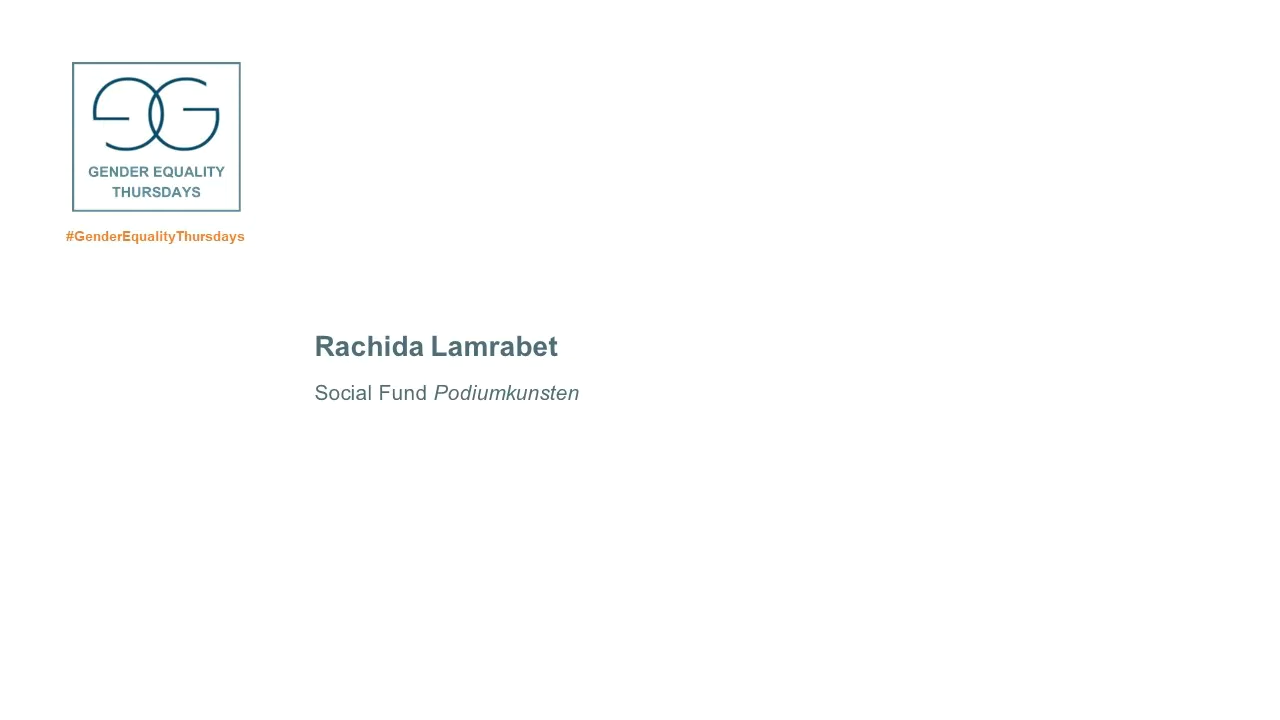 GENDER EQUALITY
THURSDAYS
#GenderEqualityThursdays
Rachida Lamrabet
Social Fund Podiumkunsten